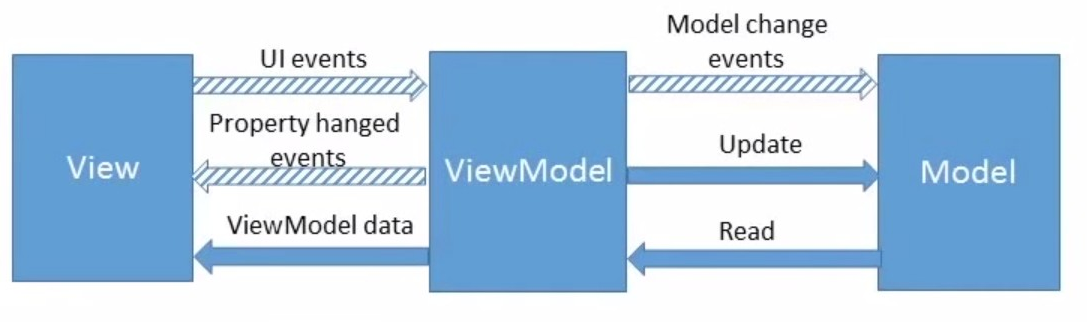 Model change
events
UI events
Property hanged
events
Update
View
ViewModel
Model
ViewModel data
Read